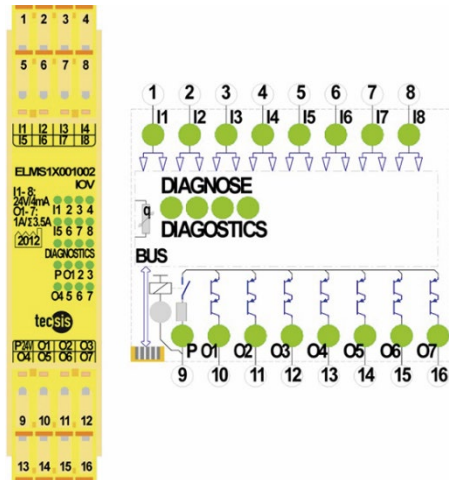 1 2 3 4
5 6 7 8
I1 I2 I3 I4
I5 I6 I7 I8
ELMS1X001002
IOV
I1- 8:
24V/4mA
O1- 7:
1A/Σ3.5A
2012
I1 2 3 4
I5 6 7 8
DIAGNOSTICS
P O1 2 3
O4 5 6 7
tecsis
P24V O1 O2 O3
O4 O5 O6 O7
9 10 11 12
13 14 15 16
1 2 3 4 5 6 7 8
I1 I2 I3 I4 I5 I6 I7 I8
DIAGNOSE
q
DIAGOSTICS
BUS
P O1 O2 O3 O4 O5 O6 O7
9 10 11 12 13 14 15 16